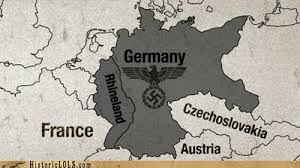 Germany
Rhineland
Czechoslovakia
France
Austria
HistoricLOLs.com